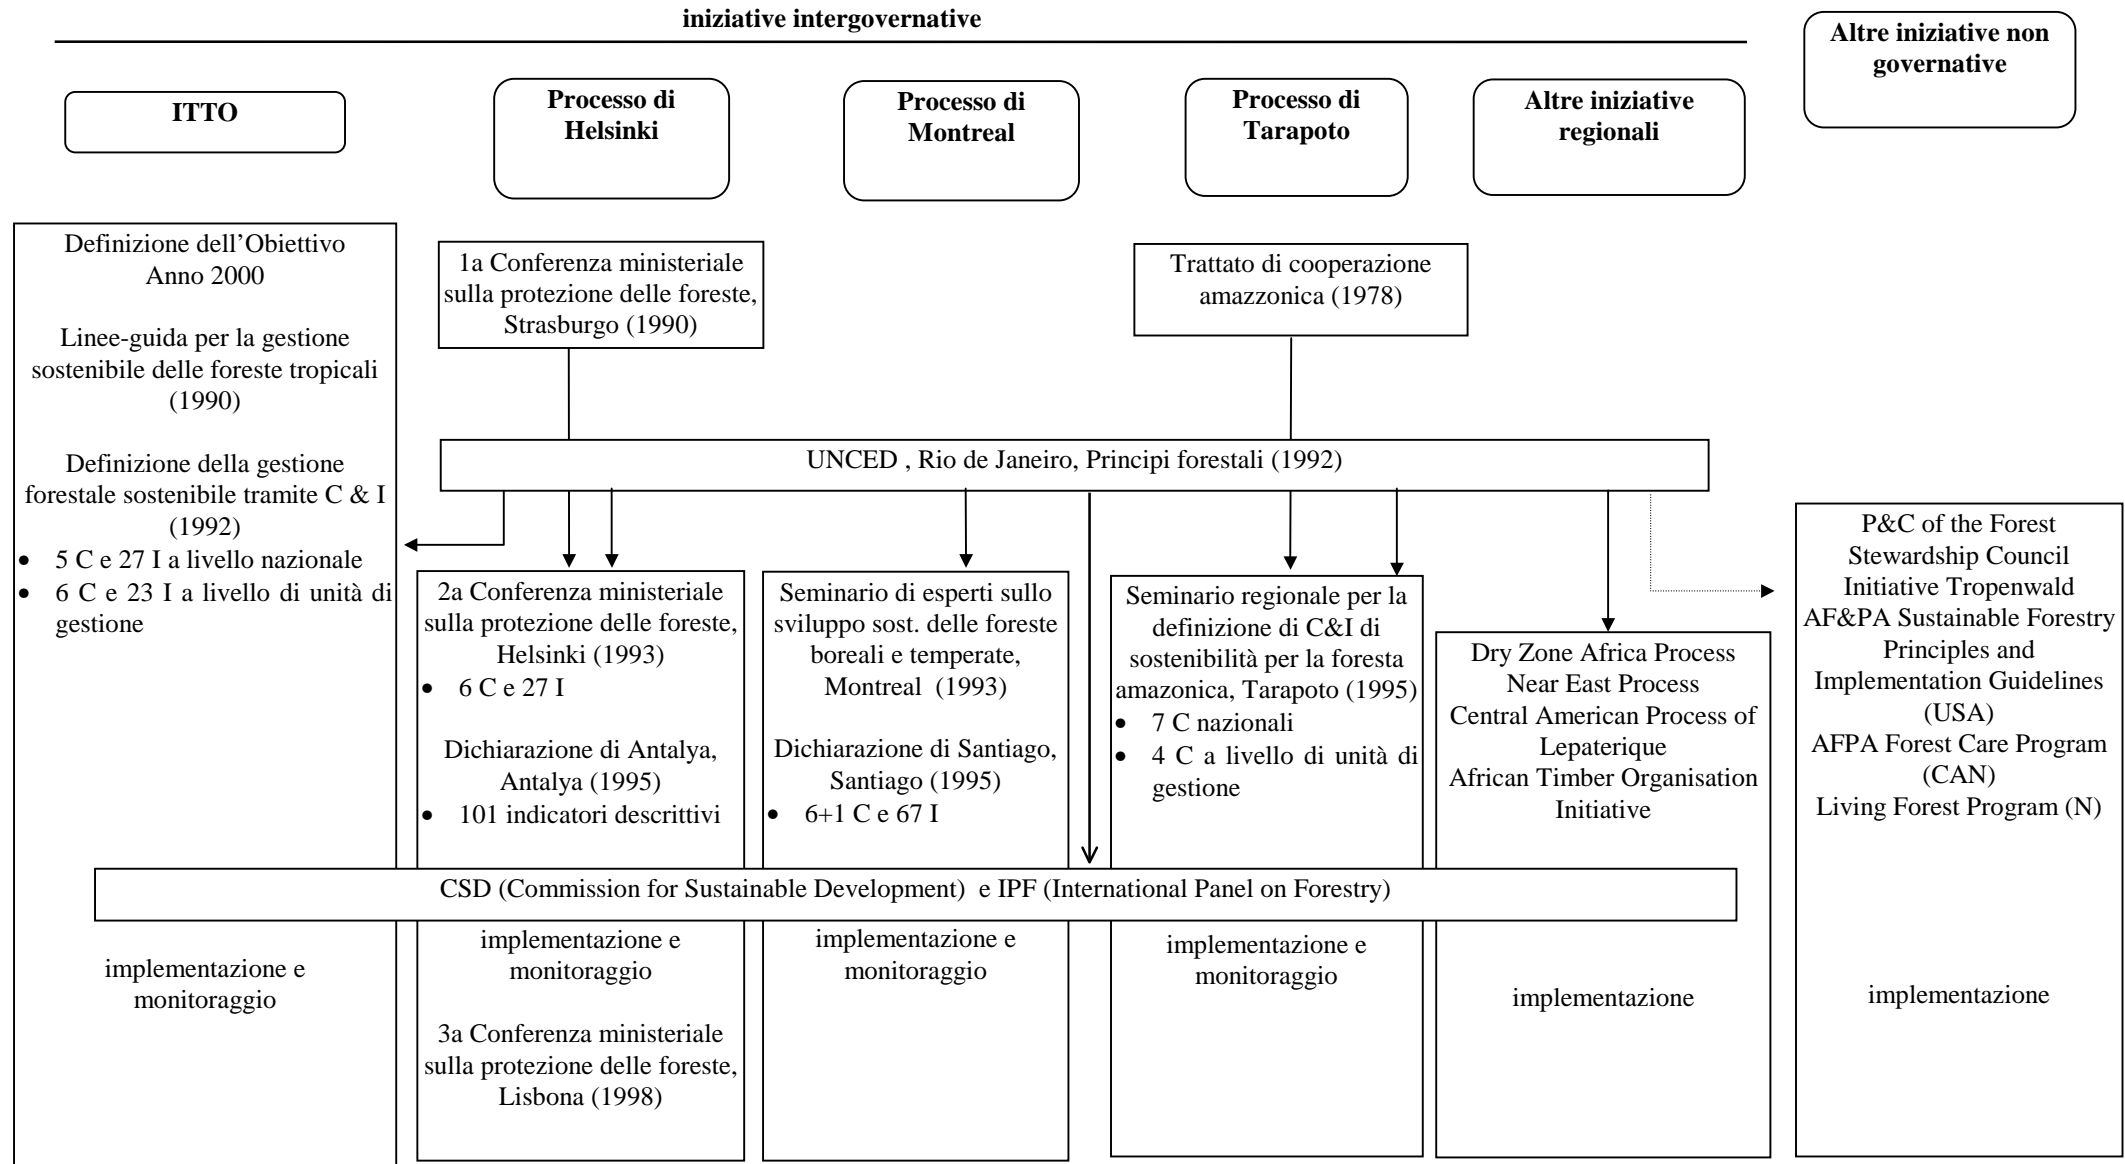 iniziative intergovernative
Altre iniziative non
governative
ITTO
Processo di
Helsinki
Processo di
Montreal
Processo di
Tarapoto
Altre iniziative
regionali
Definizione dell’Obiettivo
Anno 2000
Linee-guida per la gestione
sostenibile delle foreste tropicali
(1990)
Definizione della gestione
forestale sostenibile tramite C & I
(1992)
• 5 C e 27 I a livello nazionale
• 6 C e 23 I a livello di unità di
gestione
implementazione e
monitoraggio
1a Conferenza ministeriale
sulla protezione delle foreste,
Strasburgo (1990)
Trattato di cooperazione
amazzonica (1978)
UNCED , Rio de Janeiro, Principi forestali (1992)
2a Conferenza ministeriale
sulla protezione delle foreste,
Helsinki (1993)
• 6 C e 27 I
Dichiarazione di Antalya,
Antalya (1995)
• 101 indicatori descrittivi
Seminario di esperti sullo
sviluppo sost. delle foreste
boreali e temperate,
Montreal (1993)
Dichiarazione di Santiago,
Santiago (1995)
• 6+1 C e 67 I
Seminario regionale per la
definizione di C&I di
sostenibilità per la foresta
amazonica, Tarapoto (1995)
• 7 C nazionali
• 4 C a livello di unità di
gestione
Dry Zone Africa Process
Near East Process
Central American Process of
Lepaterique
African Timber Organisation
Initiative
P&C of the Forest
Stewardship Council
Initiative Tropenwald
AF&PA Sustainable Forestry
Principles and
Implementation Guidelines
(USA)
AFPA Forest Care Program
(CAN)
Living Forest Program (N)
CSD (Commission for Sustainable Development) e IPF (International Panel on Forestry)
implementazione e
monitoraggio
3a Conferenza ministeriale
sulla protezione delle foreste,
Lisbona (1998)
implementazione e
monitoraggio
implementazione e
monitoraggio
implementazione
implementazione